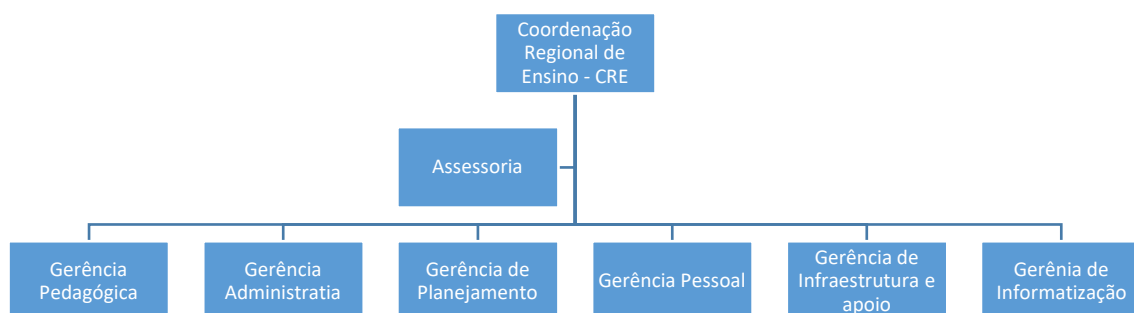 Coordenação
Regional de
Ensino - CRE
Assessoria
Gerência
Pedagógica
Gerência
Administratia
Gerência de
Planejamento
Gerência Pessoal
Gerência de
Infraestrutura e
apoio
Gerênia de
Informatização